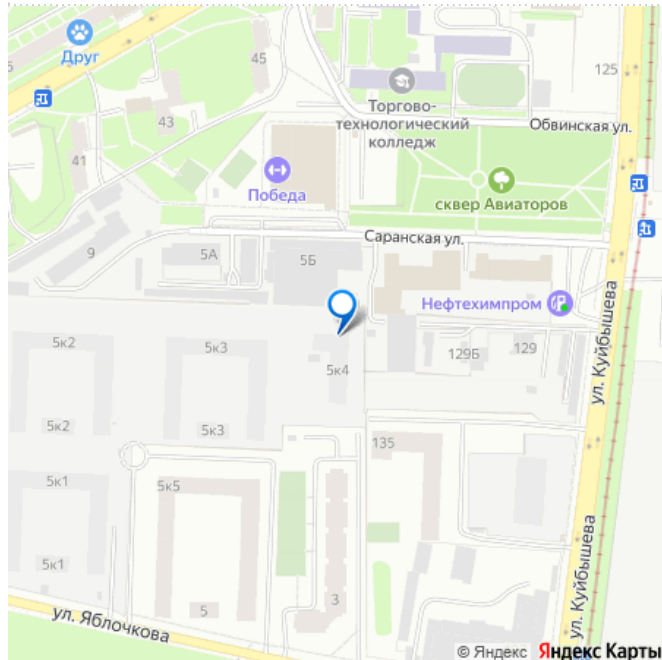 Друг
45
125
Торгово-
технологический
колледж
Обвинская ул.
43
41
Победа
сквер Авиаторов
Саранская ул.
9
5А
5Б
Нефтехимпром
ул. Куйбышева
5к2
5к3
129Б
129
5к4
5к2
5к3
135
5к1
5к5
5к1
ул. Куйбышева
5
3
ул. Яблочкова
© Яндекс Яндекс Карты